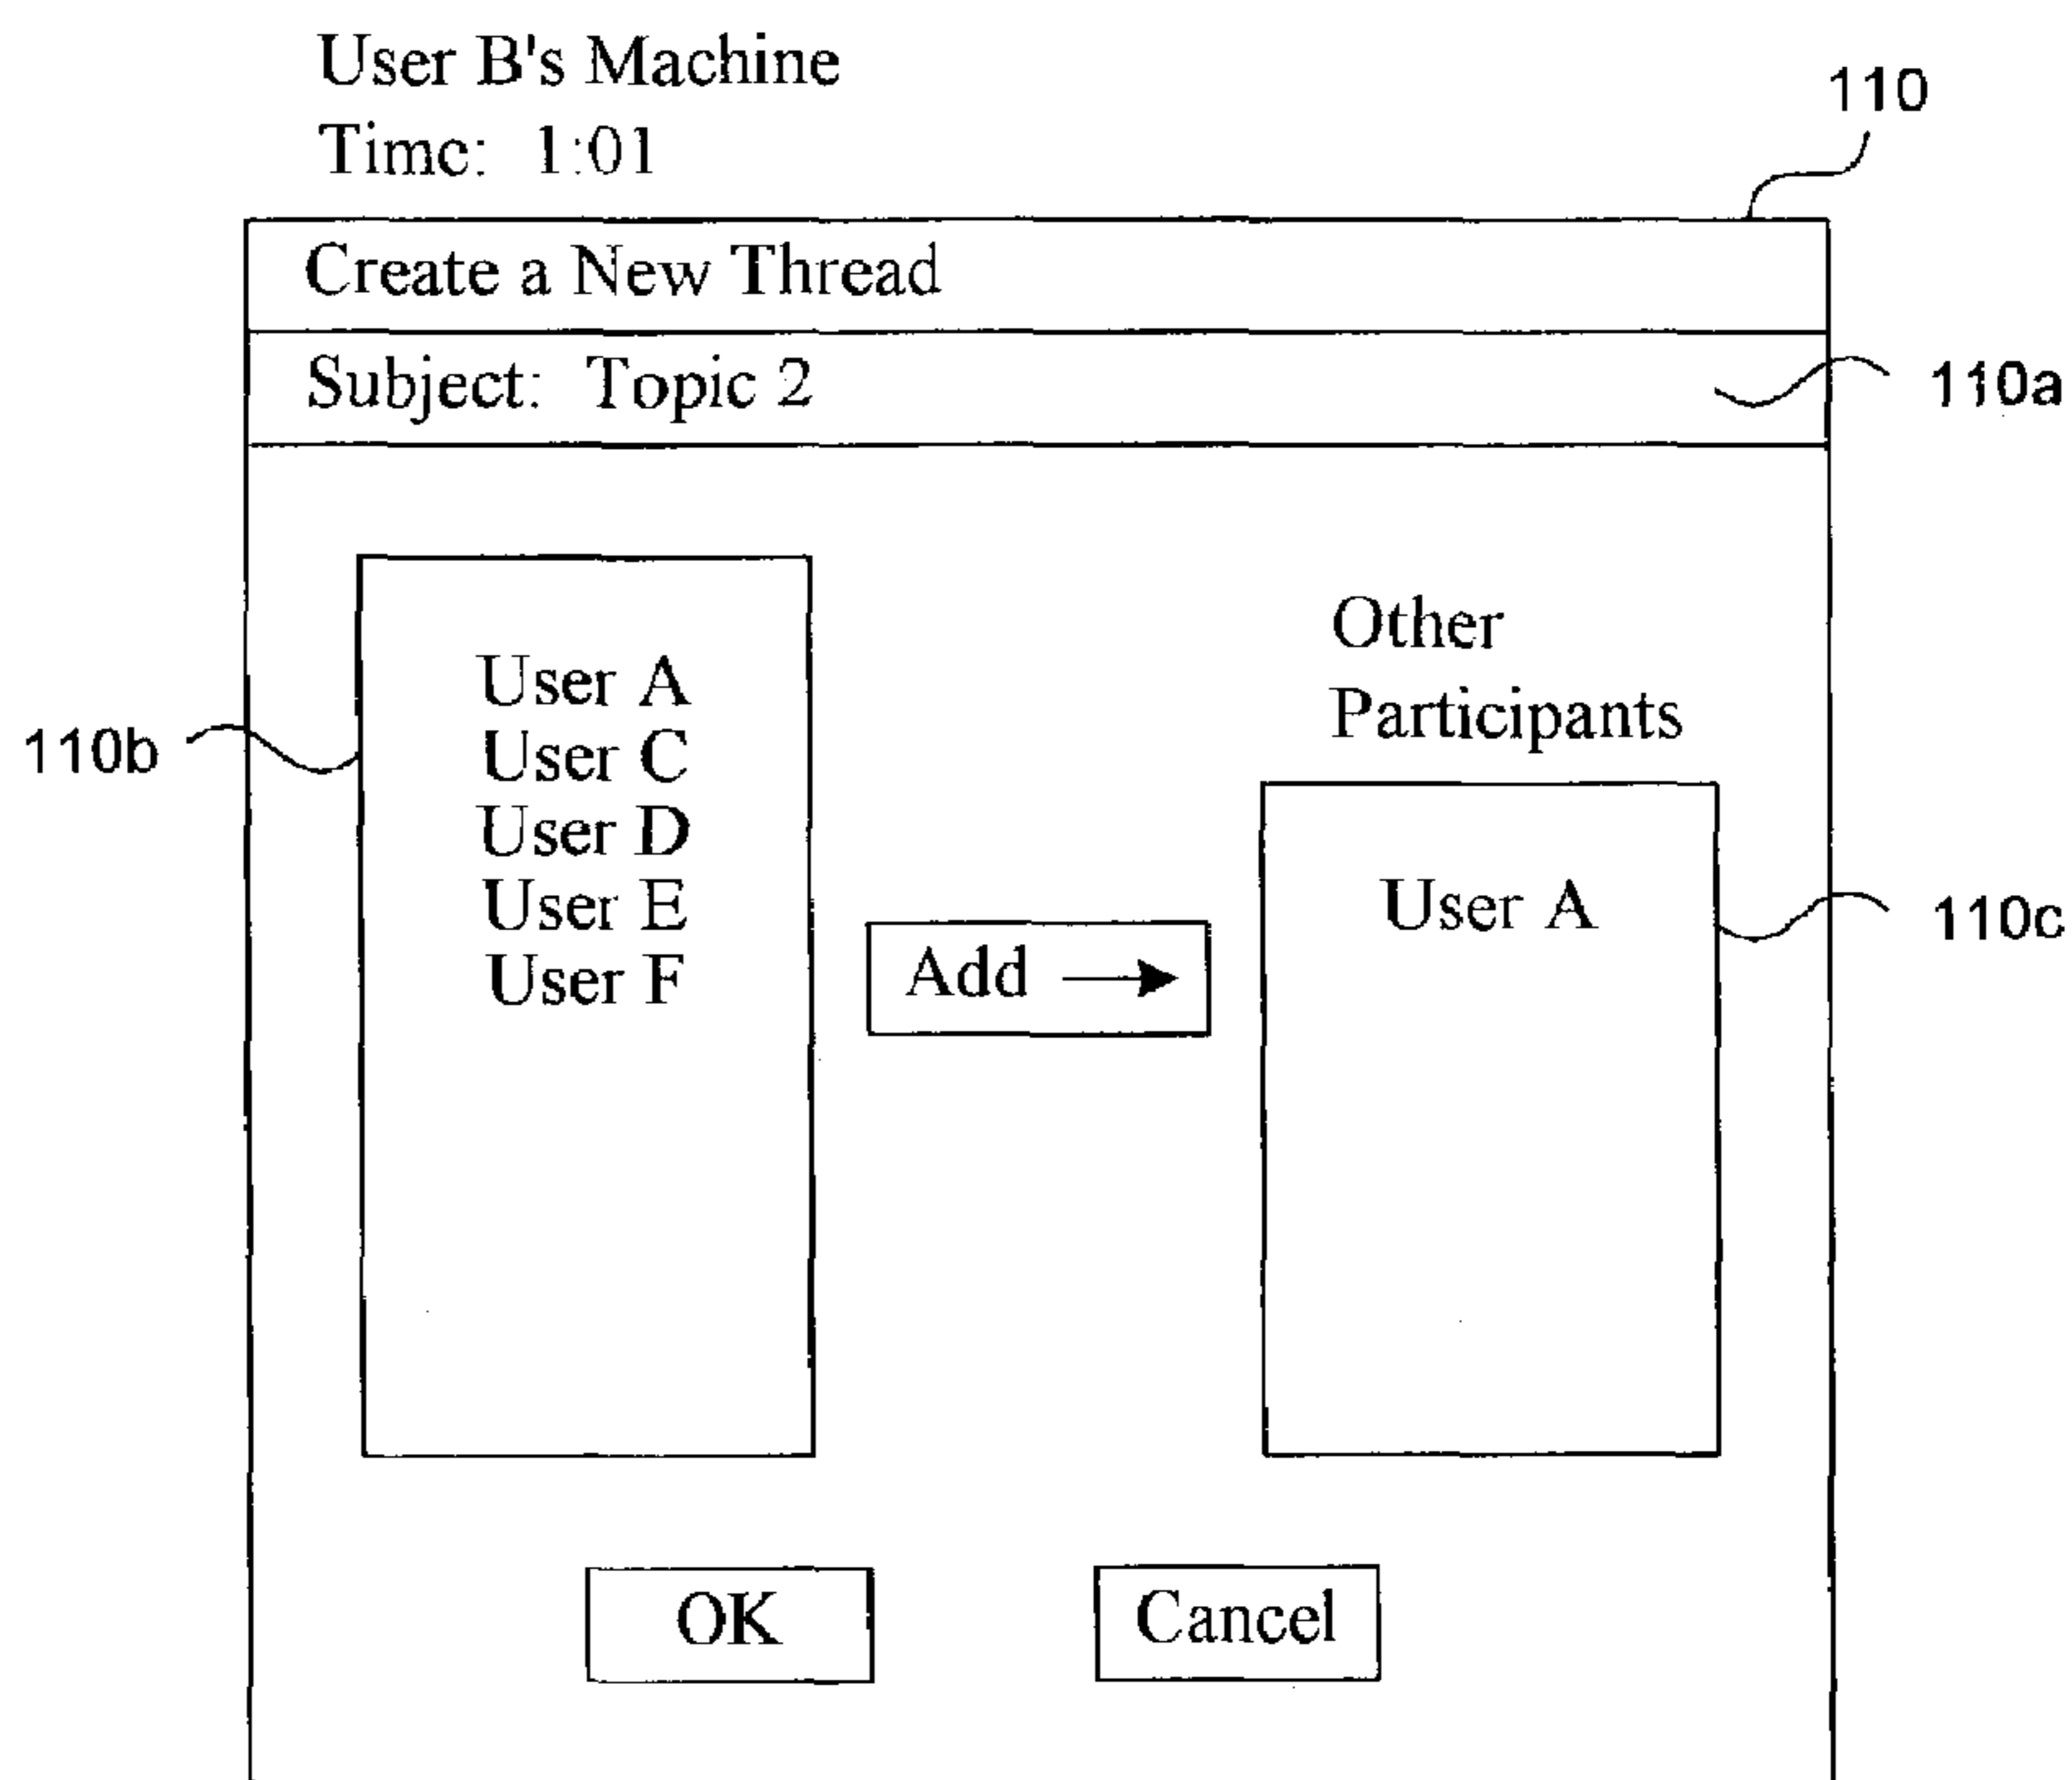 User B's Machine
Time: 1:01
110
Create a New Thread
Subject: Topic 2
110a
110b
User A
User C
User D
User E
User F
Add
Other
Participants
User A
110c
OK
Cancel